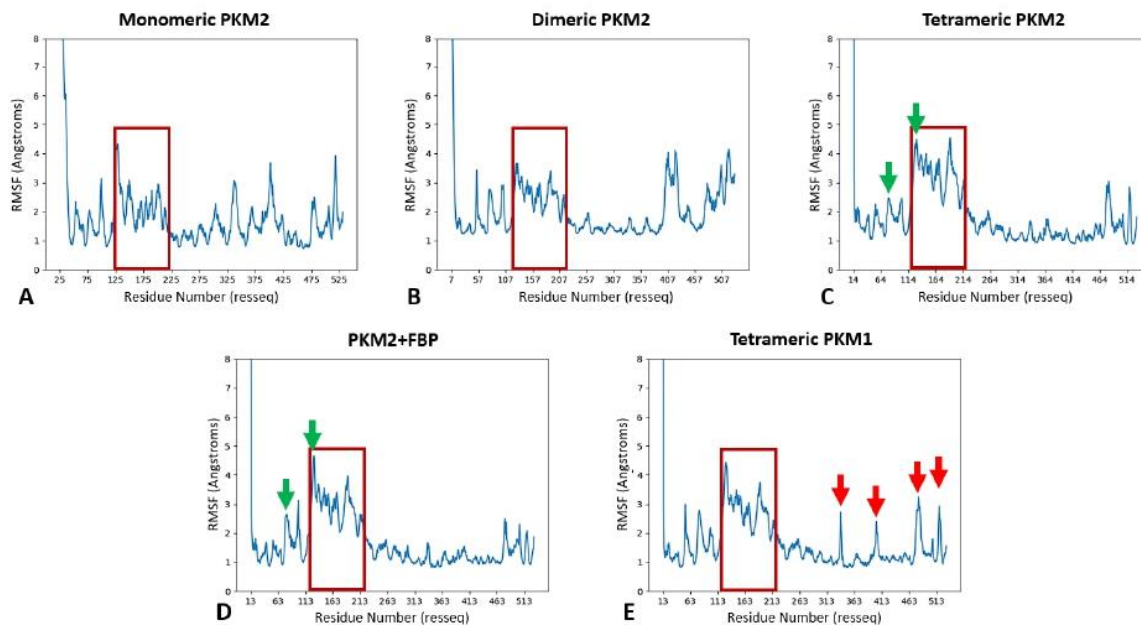 Monomeric PKM2
8
7
6
5
4
3
2
1
0
RMSF (Angstroms)
25 75 125 175 225 275 325 375 425 475 525
Residue Number (resseq)
A
Dimeric PKM2
8
7
6
5
4
3
2
1
0
RMSF (Angstroms)
7 57 107 157 207 257 307 357 407 457 507
Residue Number (resseq)
B
Tetrameric PKM2
8
7
6
5
4
3
2
1
0
RMSF (Angstroms)
14 64 114 167 214 264 314 364 414 464 514
Residue Number (resseq)
C
PKM2+FBP
8
7
6
5
4
3
2
1
0
RMSF (Angstroms)
13 63 113 163 213 263 313 363 413 463 513
Residue Number (resseq)
D
Tetrameric PKM1
8
7
6
5
4
3
2
1
0
RMSF (Angstroms)
13 63 113 163 213 263 313 363 413 463 513
Residue Number (resseq)
E